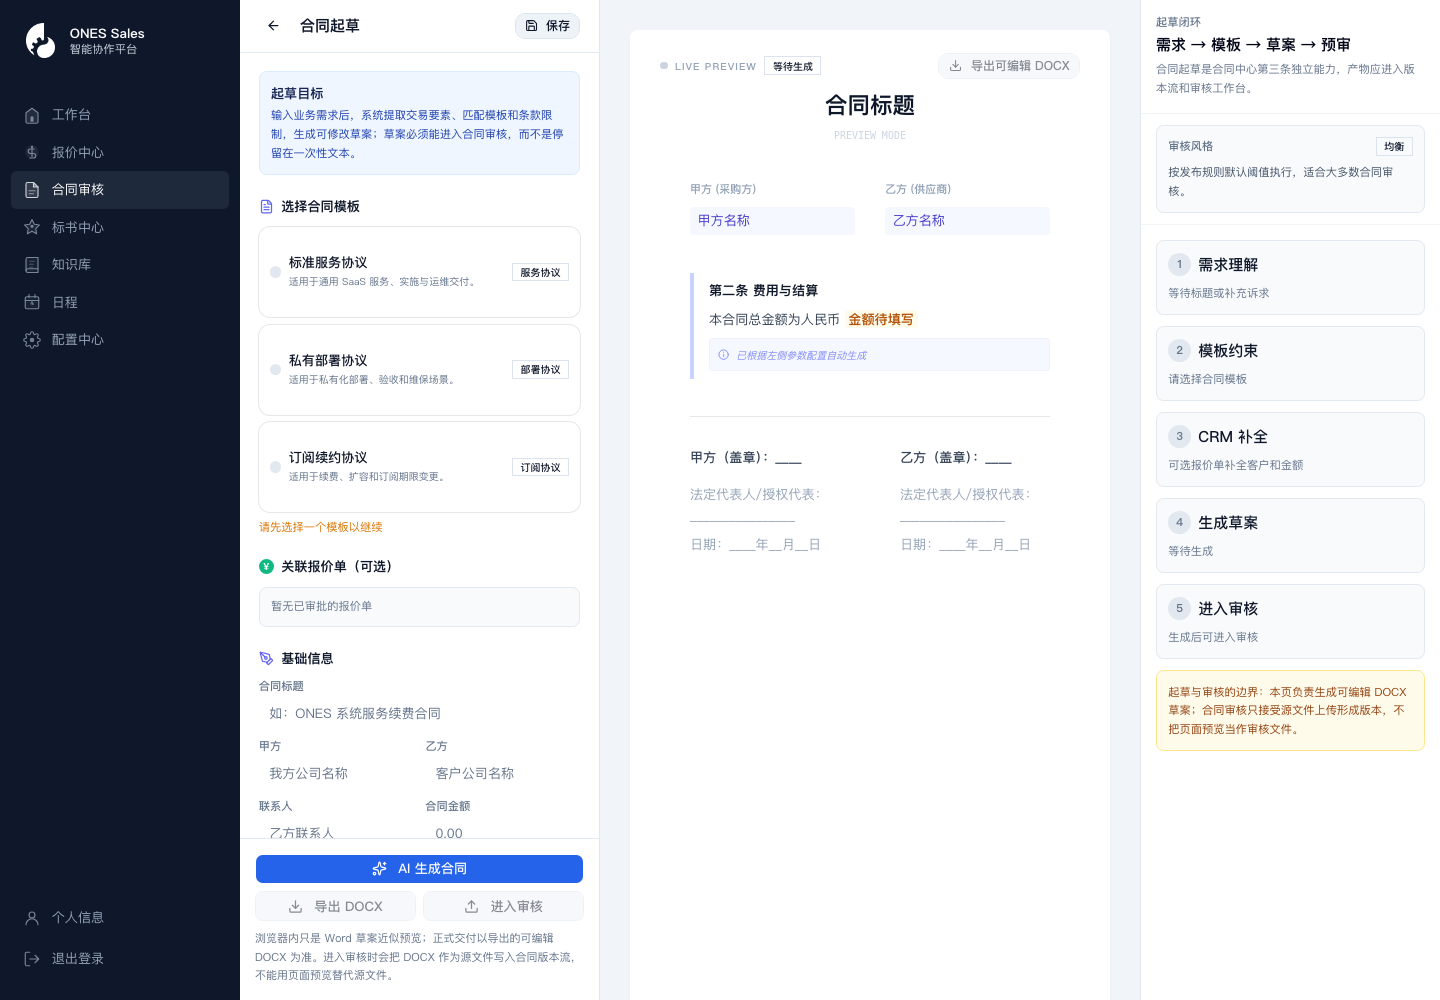 ONES Sales
智能协作平台
工作台
报价中心
合同审核
标书中心
知识库
日程
配置中心
个人信息
退出登录
合同起草
保存
起草目标
输入业务需求后，系统提取交易要素、匹配模板和条款限
制，生成可修改草案；草案必须能进入合同审核，而不是停
留在一次性文本。
选择合同模板
标准服务协议
适用于通用 SaaS 服务、实施与运维交付。
服务协议
私有部署协议
适用于私有化部署、验收和维保场景。
部署协议
订阅续约协议
适用于续费、扩容和订阅期限变更。
订阅协议
请先选择一个模板以继续
¥ 关联报价单（可选）
暂无已审批的报价单
基础信息
合同标题
如：ONES 系统服务续费合同
甲方 乙方
我方公司名称 客户公司名称
联系人 合同金额
乙方联系人 0.00
AI 生成合同
导出 DOCX 进入审核
浏览器内只是 Word 草案近似预览；正式交付以导出的可编辑
DOCX 为准。进入审核时会把 DOCX 作为源文件写入合同版本流，
不能用页面预览替代源文件。
LIVE PREVIEW 等待生成 导出可编辑 DOCX
合同标题
PREVIEW MODE
甲方 (采购方) 乙方 (供应商)
甲方名称 乙方名称
第二条 费用与结算
本合同总金额为人民币 金额待填写
已根据左侧参数配置自动生成
甲方（盖章）：____ 乙方（盖章）：____
法定代表人/授权代表： 法定代表人/授权代表：
________________ ________________
日期：____年__月__日 日期：____年__月__日
起草闭环
需求 → 模板 → 草案 → 预审
合同起草是合同中心第三条独立能力，产物应进入版
本流和审核工作台。
审核风格 均衡
按发布规则默认阈值执行，适合大多数合同审
核。
1 需求理解
等待标题或补充诉求
2 模板约束
请选择合同模板
3 CRM 补全
可选报价单补全客户和金额
4 生成草案
等待生成
5 进入审核
生成后可进入审核
起草与审核的边界：本页负责生成可编辑 DOCX
草案；合同审核只接受源文件上传形成版本，不
把页面预览当作审核文件。